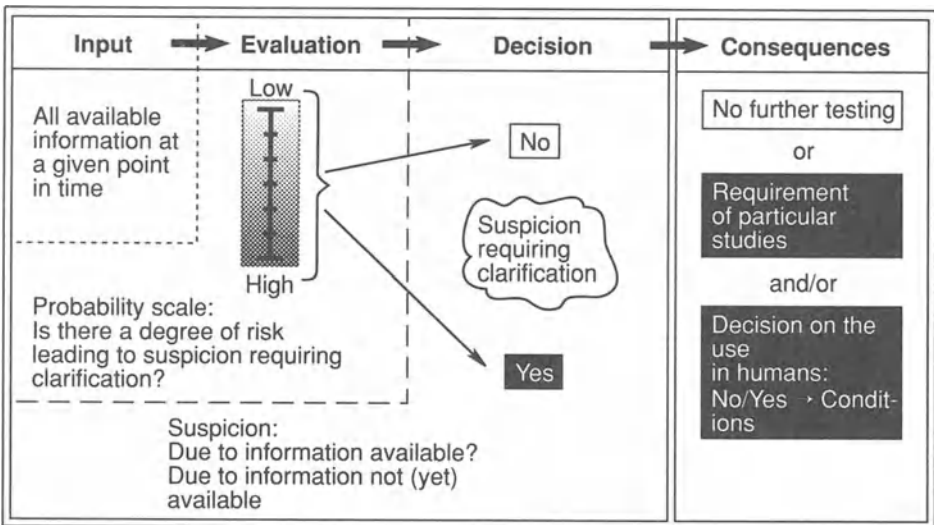 Input
Evaluation
Decision
Consequences
All available
information at
a given point
in time
Low
High
Probability scale:
Is there a degree of risk
leading to suspicion requiring
clarification?
No
Suspicion
requiring
clarification
Yes
Suspicion:
Due to information available?
Due to information not (yet)
available
No further testing
or
Requirement
of particular
studies
and/or
Decision on the
use
in humans:
No/Yes → Condit-
ions